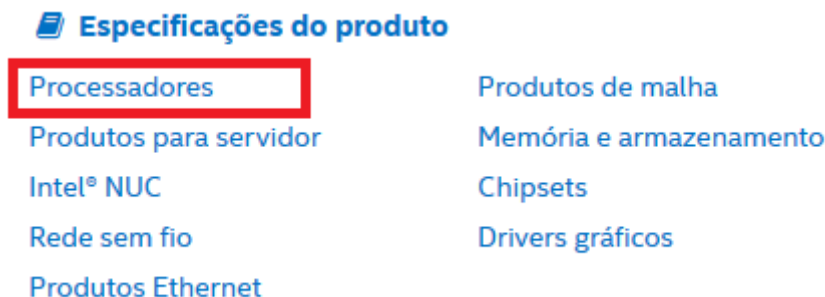 Especificações do produto
Processadores
Produtos para servidor
Intel® NUC
Rede sem fio
Produtos Ethernet
Produtos de malha
Memória e armazenamento
Chipsets
Drivers gráficos